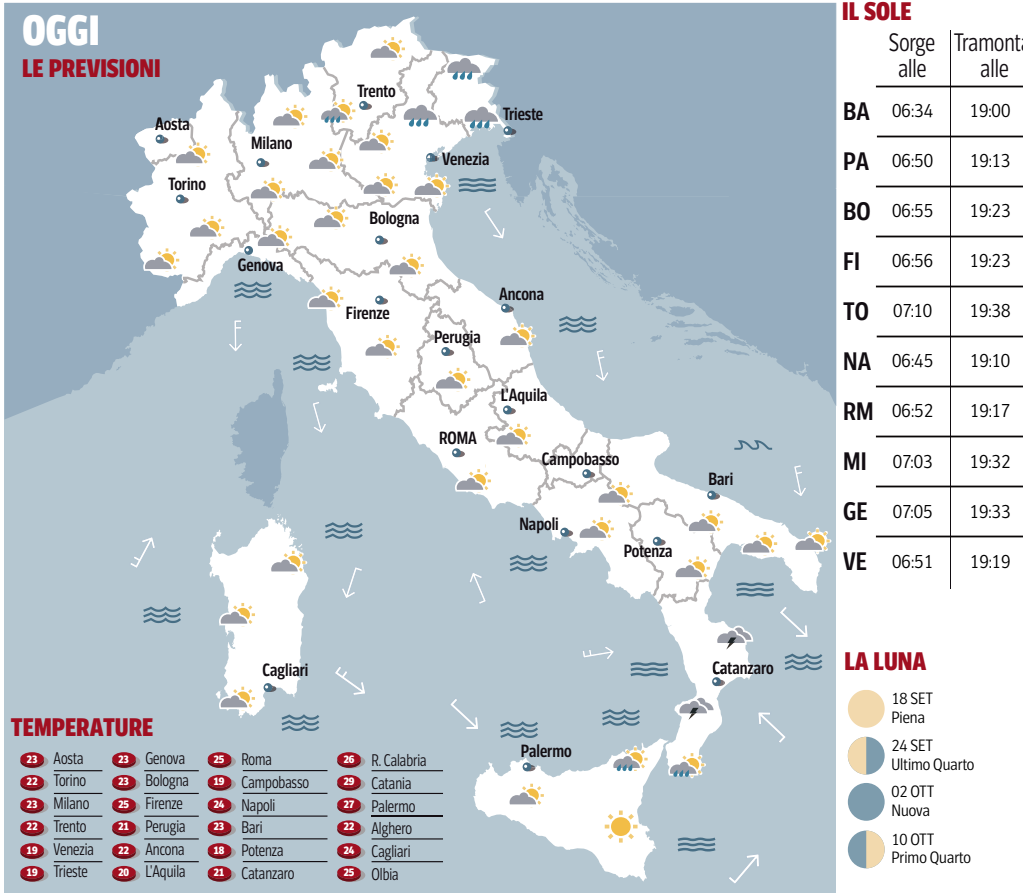 OGGI
LE PREVISIONI
Trento
Trieste
Aosta
Milano
Venezia
Torino
Bologna
Genova
Ancona
Firenze
Perugia
L'Aquila
ROMA
Campobasso
Bari
Napoli
Potenza
Cagliari
Catanzaro
Palermo
TEMPERATURE
23 Aosta
22 Torino
23 Milano
22 Trento
19 Venezia
19 Trieste
23 Genova
23 Bologna
25 Firenze
21 Perugia
22 Ancona
20 L'Aquila
25 Roma
19 Campobasso
24 Napoli
23 Bari
18 Potenza
21 Catanzaro
26 R. Calabria
29 Catania
27 Palermo
22 Alghero
24 Cagliari
25 Olbia
IL SOLE
Sorge Tramonta
alle alle
BA 06:34 19:00
PA 06:50 19:13
BO 06:55 19:23
FI 06:56 19:23
TO 07:10 19:38
NA 06:45 19:10
RM 06:52 19:17
MI 07:03 19:32
GE 07:05 19:33
VE 06:51 19:19
LA LUNA
18 SET
Piena
24 SET
Ultimo Quarto
02 OTT
Nuova
10 OTT
Primo Quarto